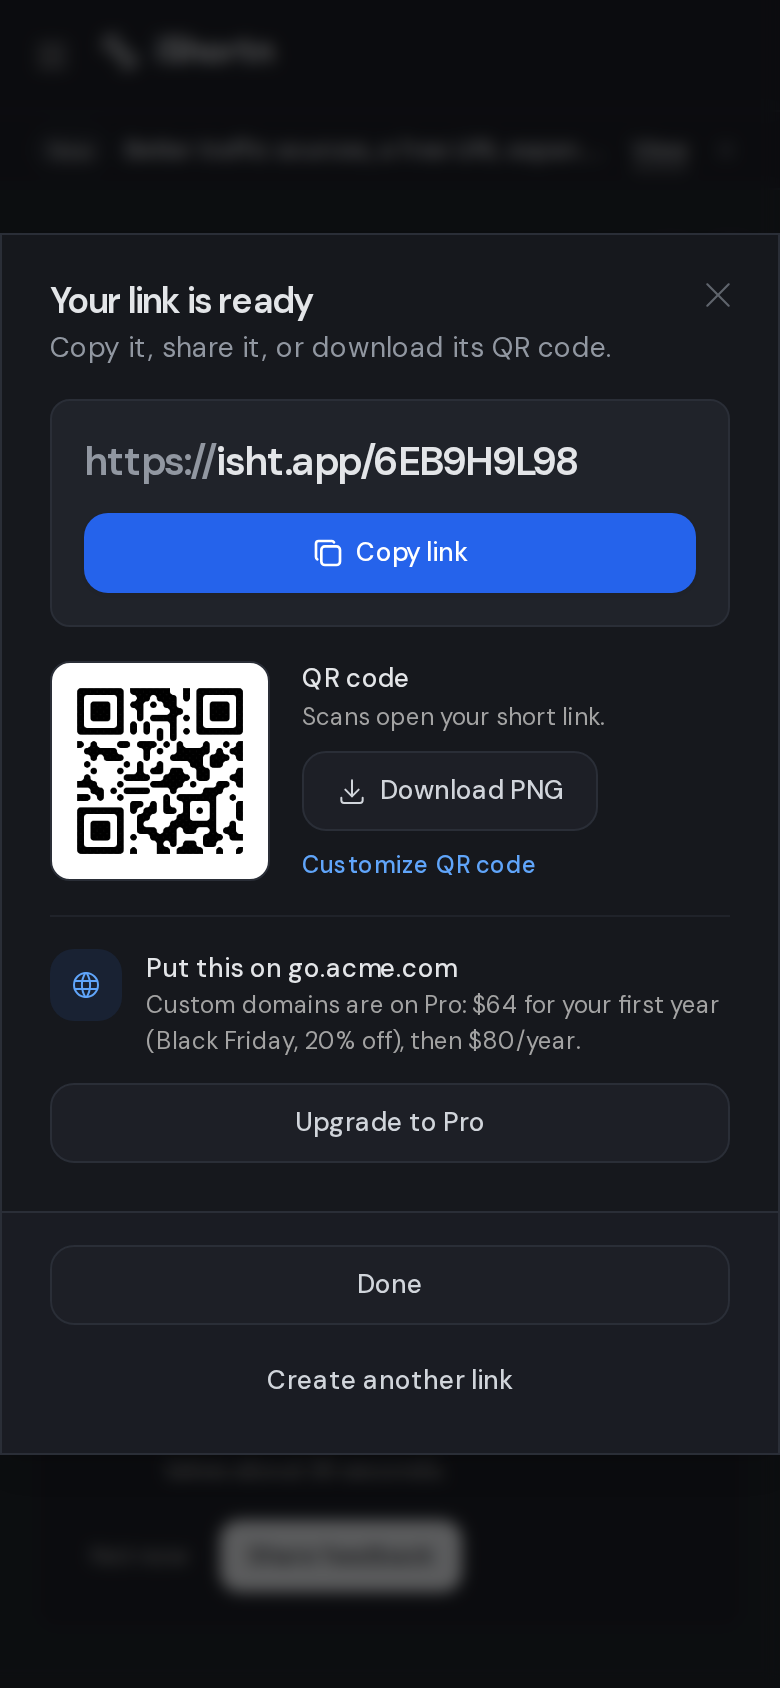 Your link is ready
Copy it, share it, or download its QR code.
https://isht.app/6EB9H9L98
Copy link
QR code
Scans open your short link.
Download PNG
Customize QR code
Put this on go.acme.com
Custom domains are on Pro: $64 for your first year
(Black Friday, 20% off), then $80/year.
Upgrade to Pro
Done
Create another link